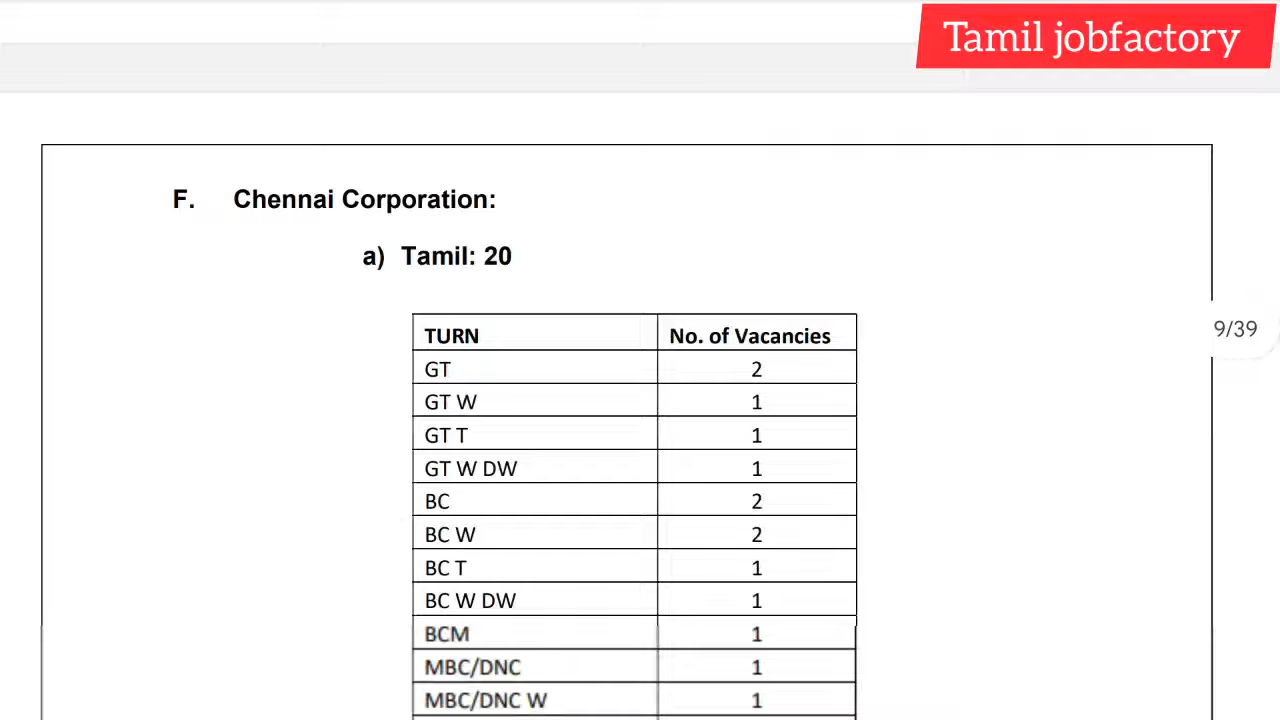 Tamil jobfactory
F. Chennai Corporation:
a) Tamil: 20
TURN No. of Vacancies
9/39
GT 2
GT W 1
GT T 1
GT W DW 1
BC 2
BC W 2
BC T 1
BC W DW 1
BCM 1
MBC/DNC 1
MBC/DNC W 1